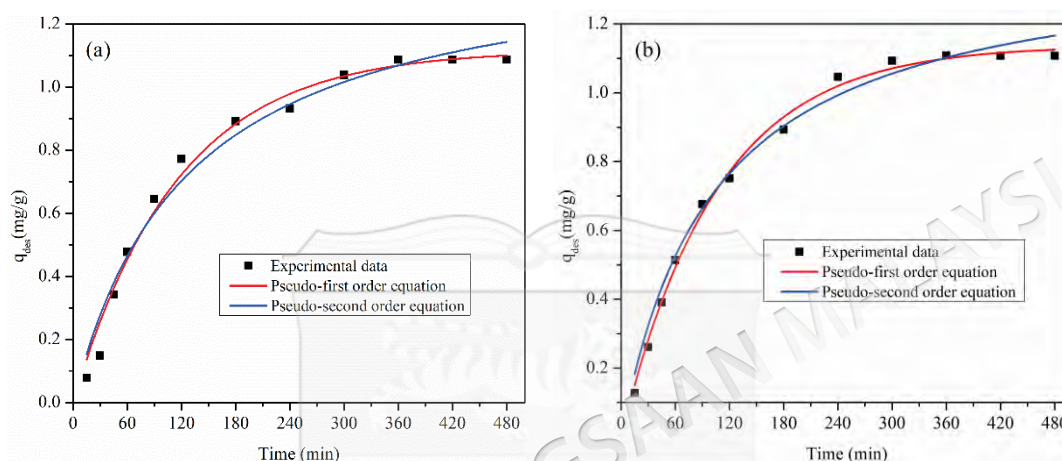 (a)
1.2
1.0
0.8
0.6
0.4
0.2
0.0
q_des (mg/g)
Experimental data
Pseudo-first order equation
Pseudo-second order equation
0 60 120 180 240 300 360 420 480
Time (min)
(b)
1.2
1.0
0.8
0.6
0.4
0.2
q_des (mg/g)
Experimental data
Pseudo-first order equation
Pseudo-second order equation
0 60 120 180 240 300 360 420 480
Time (min)
GSAAN MALAYSI